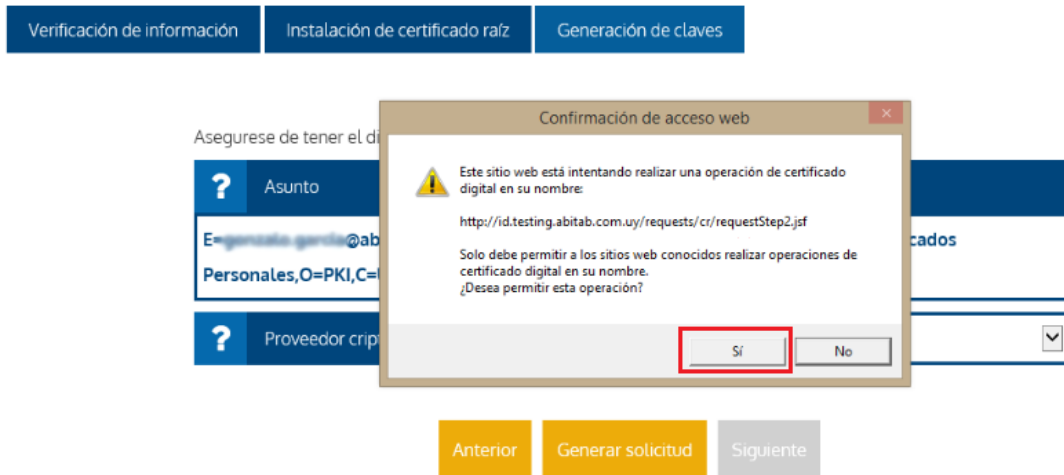 Verificación de información
Instalación de certificado raíz
Generación de claves
Asegurese de tener el di
Confirmación de acceso web
? Asunto
Este sitio web está intentando realizar una operación de certificado
digital en su nombre:
http://id.testing.abitab.com.uy/requests/cr/requestStep2.jsf
Solo debe permitir a los sitios web conocidos realizar operaciones de
certificado digital en su nombre.
¿Desea permitir esta operación?
E= @ab
cados
Personales,O=PKI,C=
? Proveedor crip
Sí
No
Anterior
Generar solicitud
Siguiente